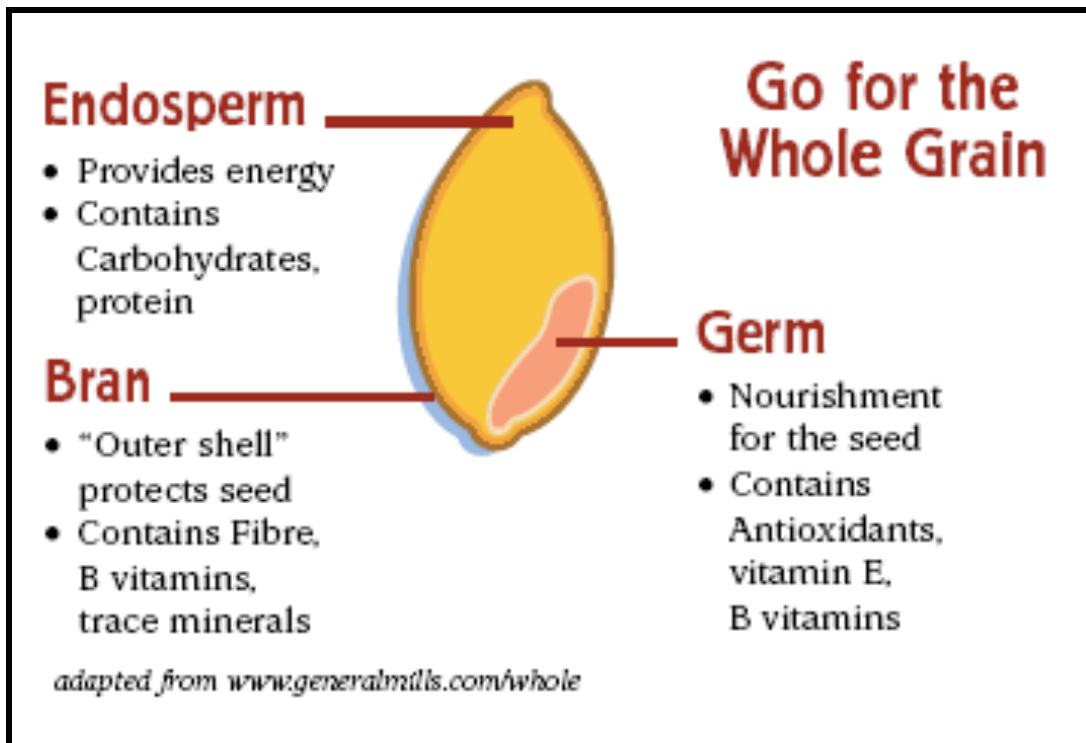 Go for the
Whole Grain
Endosperm
• Provides energy
• Contains
Carbohydrates,
protein
Bran
• “Outer shell”
protects seed
• Contains Fibre,
B vitamins,
trace minerals
Germ
• Nourishment
for the seed
• Contains
Antioxidants,
vitamin E,
B vitamins
adapted from www.generalmills.com/whole